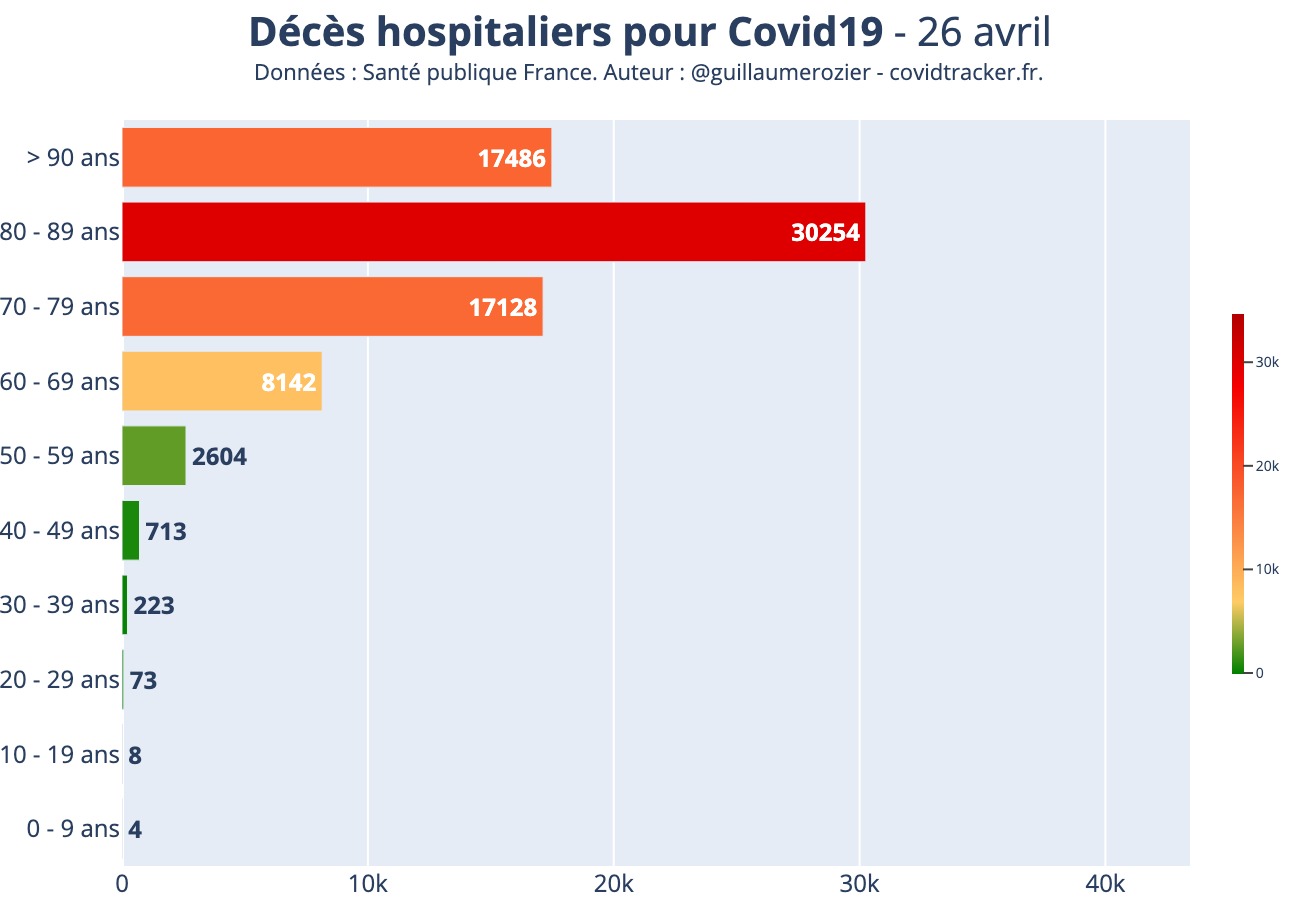 Décès hospitaliers pour Covid19 - 26 avril
Données : Santé publique France. Auteur : @guillaumerozier - covidtracker.fr.
> 90 ans 17486
80 - 89 ans 30254
70 - 79 ans 17128
60 - 69 ans 8142
50 - 59 ans 2604
40 - 49 ans 713
30 - 39 ans 223
20 - 29 ans 73
10 - 19 ans 8
0 - 9 ans 4
0 10k 20k 30k 40k
30k
20k
10k
0